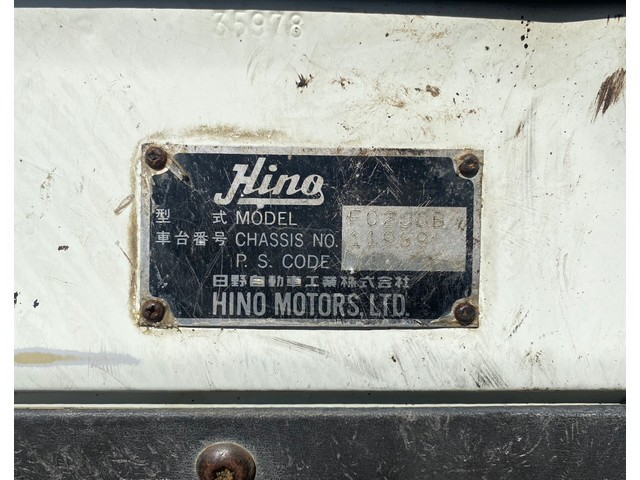 35978
Hino
型 式 MODEL
車台番号 CHASSIS NO.
P. S. CODE
日野自動車工業株式会社
HINO MOTORS, LTD.